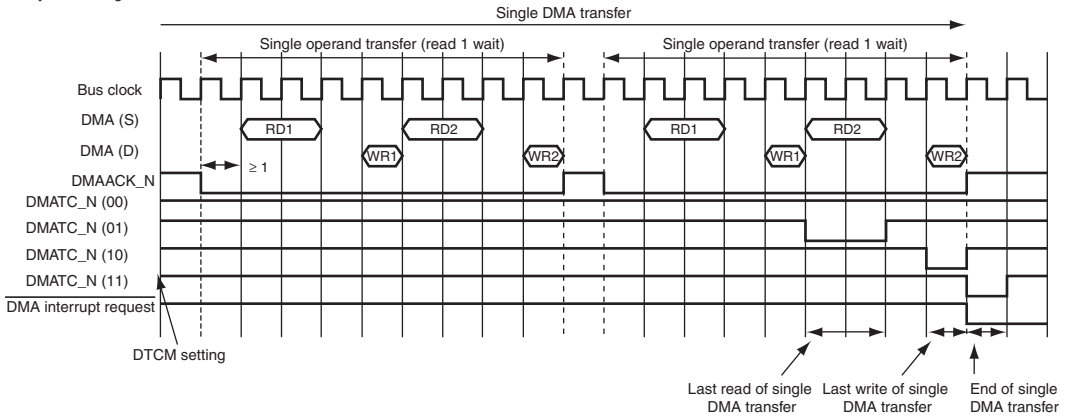 Single DMA transfer
Single operand transfer (read 1 wait) Single operand transfer (read 1 wait)
Bus clock
DMA (S) RD1 RD2 RD1 RD2
DMA (D) WR1 WR2 WR1 WR2
≥ 1
DMAACK_N
DMATC_N (00)
DMATC_N (01)
DMATC_N (10)
DMATC_N (11)
DMA interrupt request
DTCM setting
Last read of single Last write of single End of single
DMA transfer DMA transfer DMA transfer